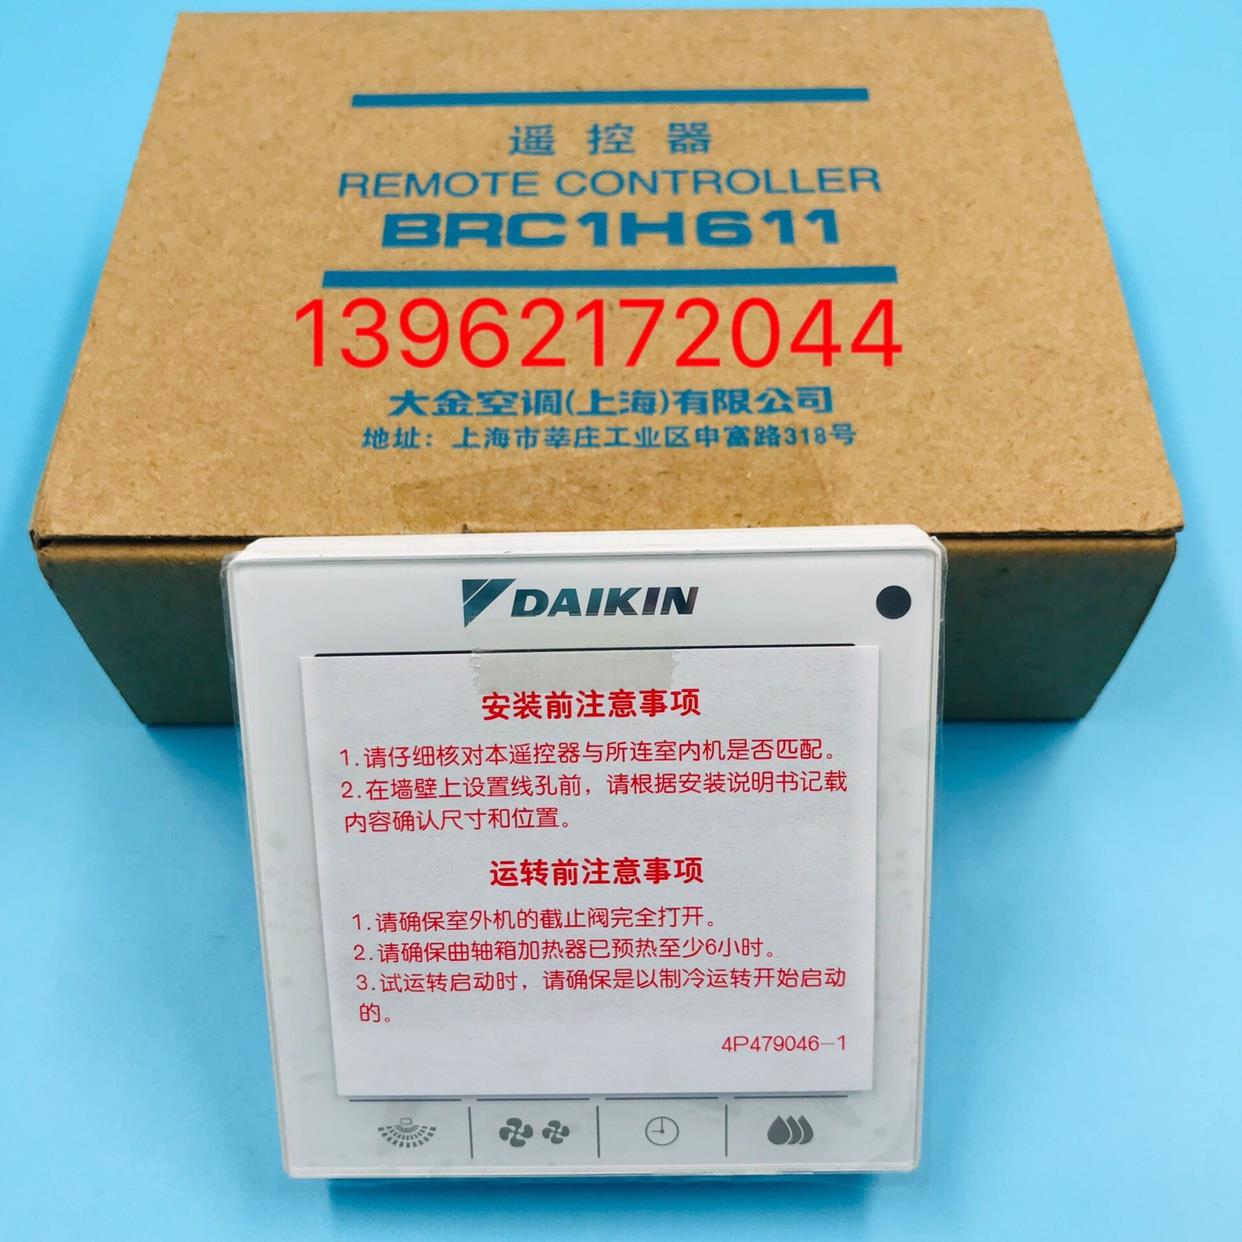 遥控器
REMOTE CONTROLLER
BRC1H611
13962172044
大金空调(上海)有限公司
地址：上海市莘庄工业区申富路318号
DAIKIN
安装前注意事项
1.请仔细核对本遥控器与所连室内机是否匹配。
2.在墙壁上设置线孔前，请根据安装说明书记载
内容确认尺寸和位置。
运转前注意事项
1.请确保室外机的截止阀完全打开。
2.请确保曲轴箱加热器已预热至少6小时。
3.试运转启动时，请确保是以制冷运转开始启动
的。
4P479046-1